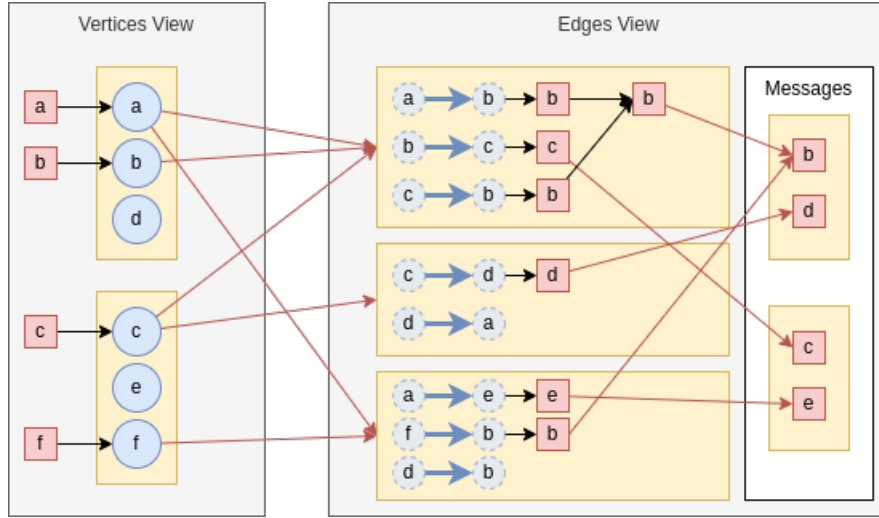 Vertices View
Edges View
Messages
a a
b b
d
c c
e
f f
a b b b
b c c
c b b
c d d
d a
a e e
f b b
d b
b
d
c
e